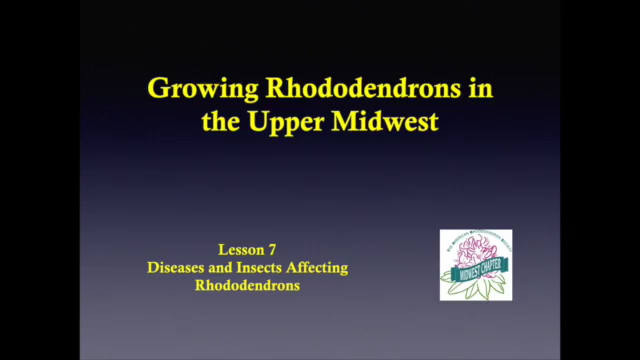 Growing Rhododendrons in
the Upper Midwest
Lesson 7
Diseases and Insects Affecting
Rhododendrons
MIDWEST CHAPTER